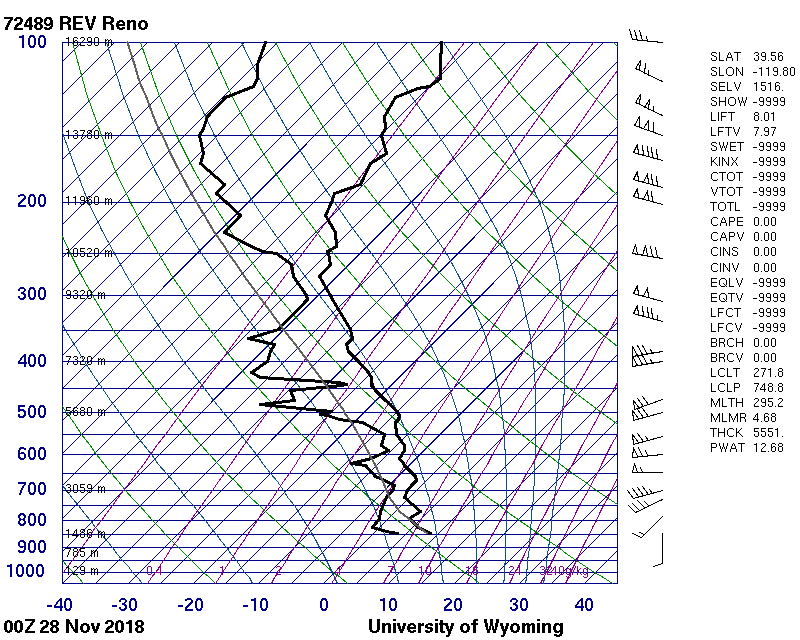 72489 REV Reno
100 16290 m
13780 m
200 11960 m
10520 m
300 9320 m
400 7320 m
500 5680 m
600
700 3059 m
800
1486 m
900
785 m
1000 129 m
0.4 1 2 4 7 10 16 24 32 40g/kg
-40 -30 -20 -10 0 10 20 30 40
00Z 28 Nov 2018 University of Wyoming
SLAT 39.56
SLON -119.80
SELV 1516.
SHOW -9999
LIFT 8.01
LFTV 7.97
SWET -9999
KINX -9999
CTOT -9999
VTOT -9999
TOTL -9999
CAPE 0.00
CAPV 0.00
CINS 0.00
CINV 0.00
EQLV -9999
EQTV -9999
LFCT -9999
LFCV -9999
BRCH 0.00
BRCV 0.00
LCLT 271.8
LCLP 748.8
MLTH 295.2
MLMR 4.68
THCK 5551.
PWAT 12.68